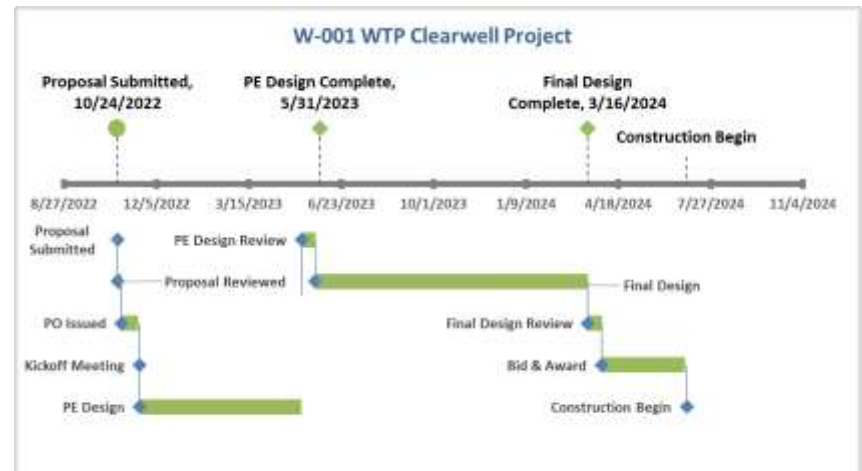 W-001 WTP Clearwell Project
Proposal Submitted,
10/24/2022
PE Design Complete,
5/31/2023
Final Design
Complete, 3/16/2024
Construction Begin
8/27/2022
12/5/2022
3/15/2023
6/23/2023
10/1/2023
1/9/2024
4/18/2024
7/27/2024
11/4/2024
Proposal
Submitted
PE Design Review
Proposal Reviewed
Final Design
PO Issued
Final Design Review
Kickoff Meeting
Bid & Award
PE Design
Construction Begin